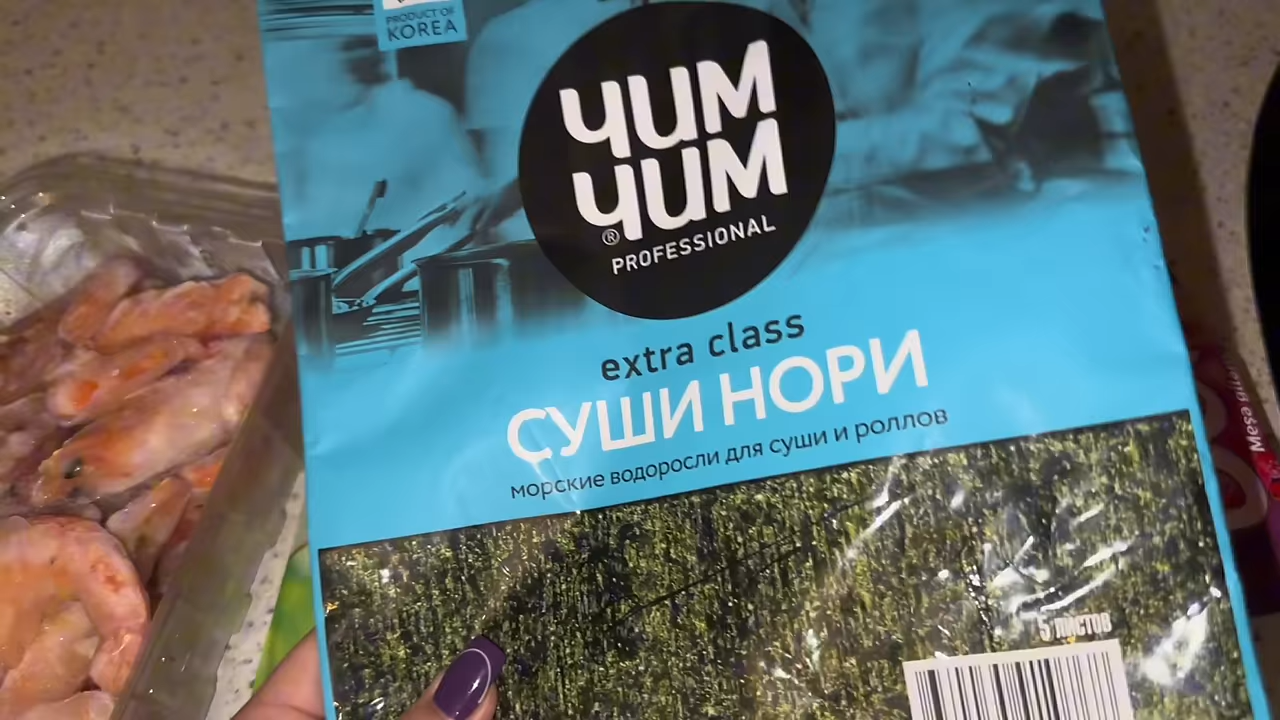 PRODUCT OF
KOREA
ЧИМ
ЧИМ
®
PROFESSIONAL
extra class
СУШИ НОРИ
морские водоросли для суши и роллов
5 ЛИСТОВ